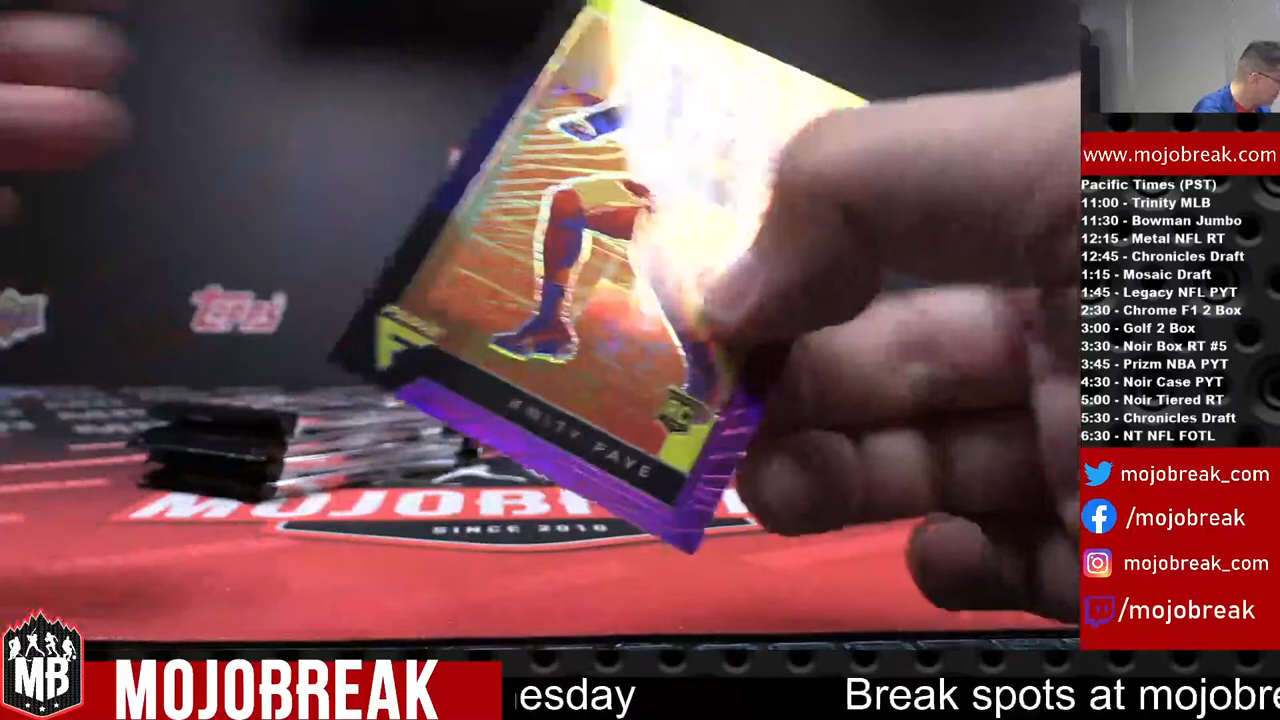 KWITY PAYE
RC
Topps
MOJOBREAK
SINCE 2010
www.mojobreak.com
Pacific Times (PST)
11:00 - Trinity MLB
11:30 - Bowman Jumbo
12:15 - Metal NFL RT
12:45 - Chronicles Draft
1:15 - Mosaic Draft
1:45 - Legacy NFL PYT
2:30 - Chrome F1 2 Box
3:00 - Golf 2 Box
3:30 - Noir Box RT #5
3:45 - Prizm NBA PYT
4:30 - Noir Case PYT
5:00 - Noir Tiered RT
5:30 - Chronicles Draft
6:30 - NT NFL FOTL
mojobreak_com
/mojobreak
mojobreak_com
/mojobreak
MB
MOJOBREAK
esday
Break spots at mojobre